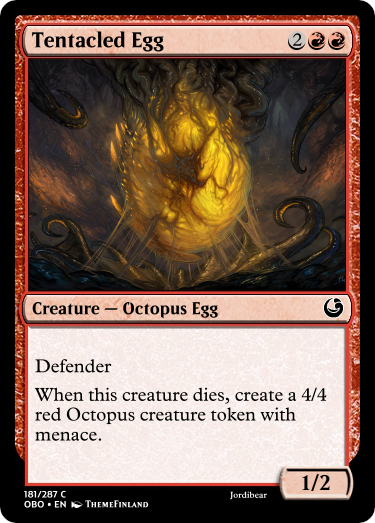 Tentacled Egg 2
Creature — Octopus Egg
Defender
When this creature dies, create a 4/4
red Octopus creature token with
menace.
1/2
181/287 C
OBO • EN ThemeFinland
Jordibear